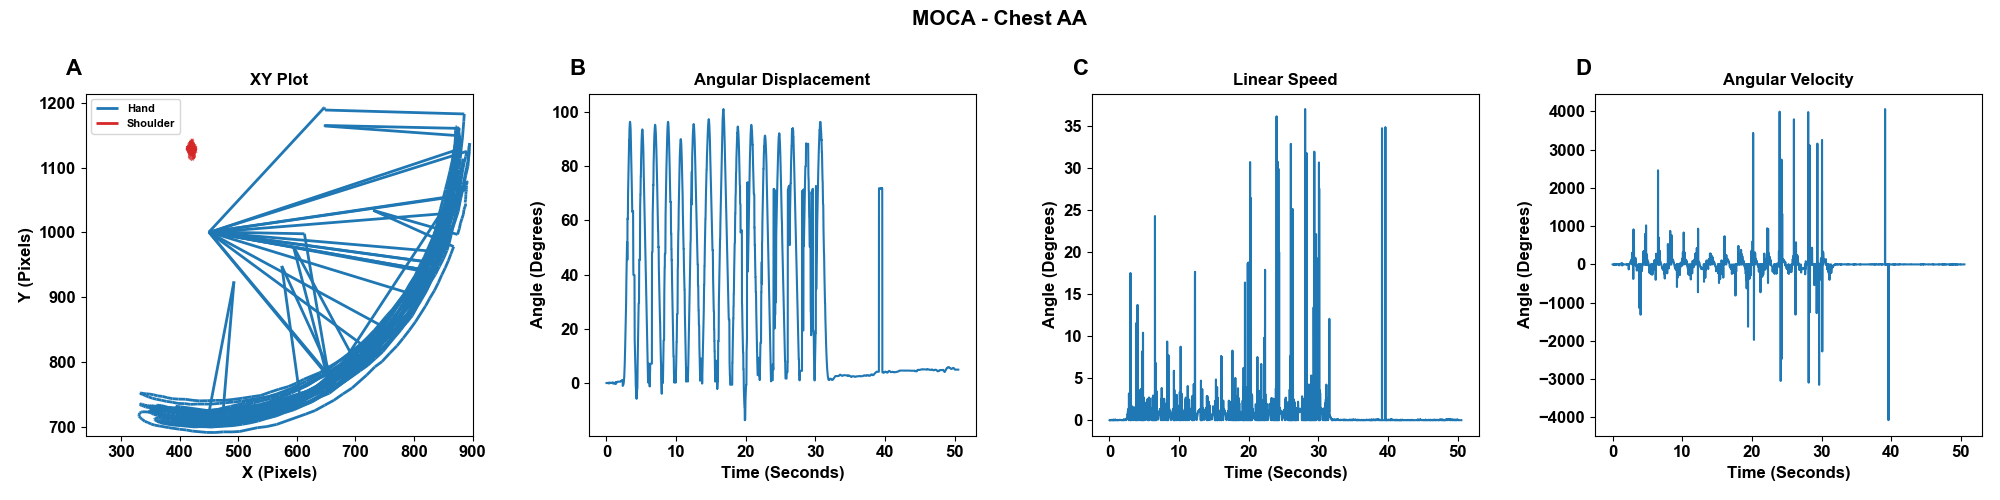 MOCA - Chest AA
A
XY Plot
Hand
Shoulder
1200
1100
1000
900
800
700
Y (Pixels)
300 400 500 600 700 800 900
X (Pixels)
B
Angular Displacement
100
80
60
40
20
0
Angle (Degrees)
0 10 20 30 40 50
Time (Seconds)
C
Linear Speed
35
30
25
20
15
10
5
0
Angle (Degrees)
0 10 20 30 40 50
Time (Seconds)
D
Angular Velocity
4000
3000
2000
1000
0
−1000
−2000
−3000
−4000
Angle (Degrees)
0 10 20 30 40 50
Time (Seconds)